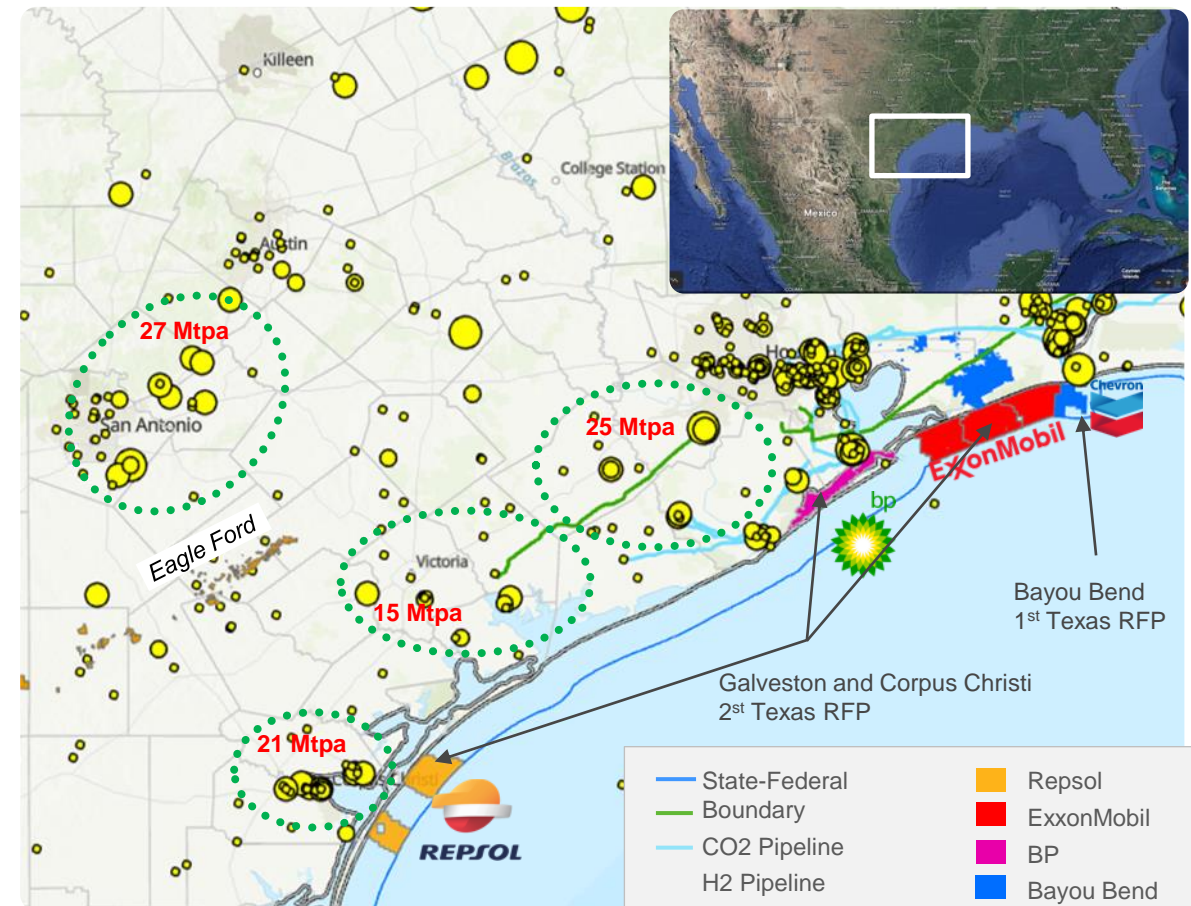 Killeen
College Station
Brazos
Austin
Mexico
27 Mtpa
San Antonio
25 Mtpa
Chevron
ExxonMobil
bp
Eagle Ford
Victoria
15 Mtpa
Bayou Bend
1st Texas RFP
Galveston and Corpus Christi
2st Texas RFP
21 Mtpa
REPSOL
State-Federal
Boundary
CO2 Pipeline
H2 Pipeline
Repsol
ExxonMobil
BP
Bayou Bend